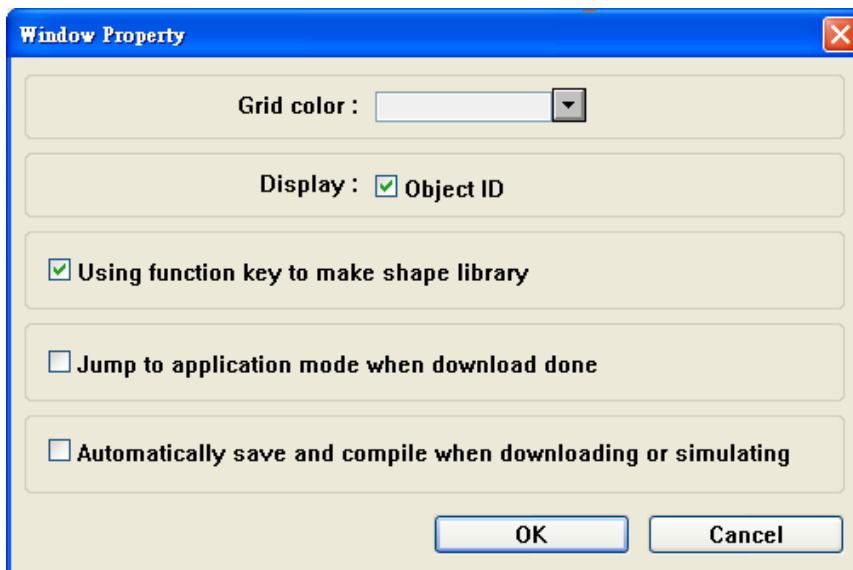 Window Property
Grid color :
Display : Object ID
Using function key to make shape library
Jump to application mode when download done
Automatically save and compile when downloading or simulating
OK Cancel